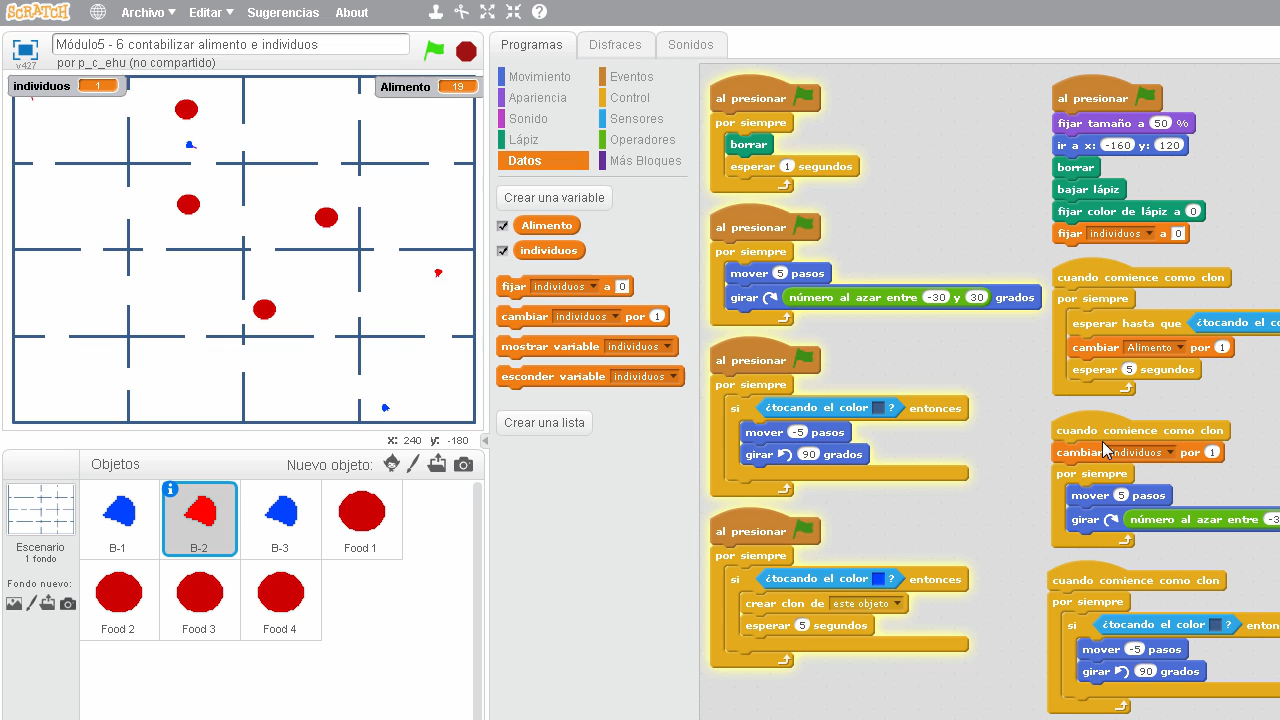 SCRATCH
Archivo
Editar
Sugerencias
About
v427
Módulo5 - 6 contabilizar alimento e individuos
por p_c_ehu (no compartido)
individuos 1
Alimento 19
x: 240 y: -180
Objetos
Nuevo objeto:
Escenario
1 fondo
Fondo nuevo:
B-1
B-2
B-3
Food 1
Food 2
Food 3
Food 4
Programas
Disfraces
Sonidos
Movimiento
Eventos
Apariencia
Control
Sonido
Sensores
Lápiz
Operadores
Datos
Más Bloques
Crear una variable
Alimento
individuos
fijar individuos a 0
cambiar individuos por 1
mostrar variable individuos
esconder variable individuos
Crear una lista
al presionar
por siempre
borrar
esperar 1 segundos
al presionar
por siempre
mover 5 pasos
girar número al azar entre -30 y 30 grados
al presionar
por siempre
si ¿tocando el color ? entonces
mover -5 pasos
girar 90 grados
al presionar
por siempre
si ¿tocando el color ? entonces
crear clon de este objeto
esperar 5 segundos
al presionar
fijar tamaño a 50 %
ir a x: -160 y: 120
borrar
bajar lápiz
fijar color de lápiz a 0
fijar individuos a 0
cuando comience como clon
por siempre
esperar hasta que ¿tocando el co
cambiar Alimento por 1
esperar 5 segundos
cuando comience como clon
cambiar individuos por 1
por siempre
mover 5 pasos
girar número al azar entre -3
cuando comience como clon
por siempre
si ¿tocando el color ? enton
mover -5 pasos
girar 90 grados